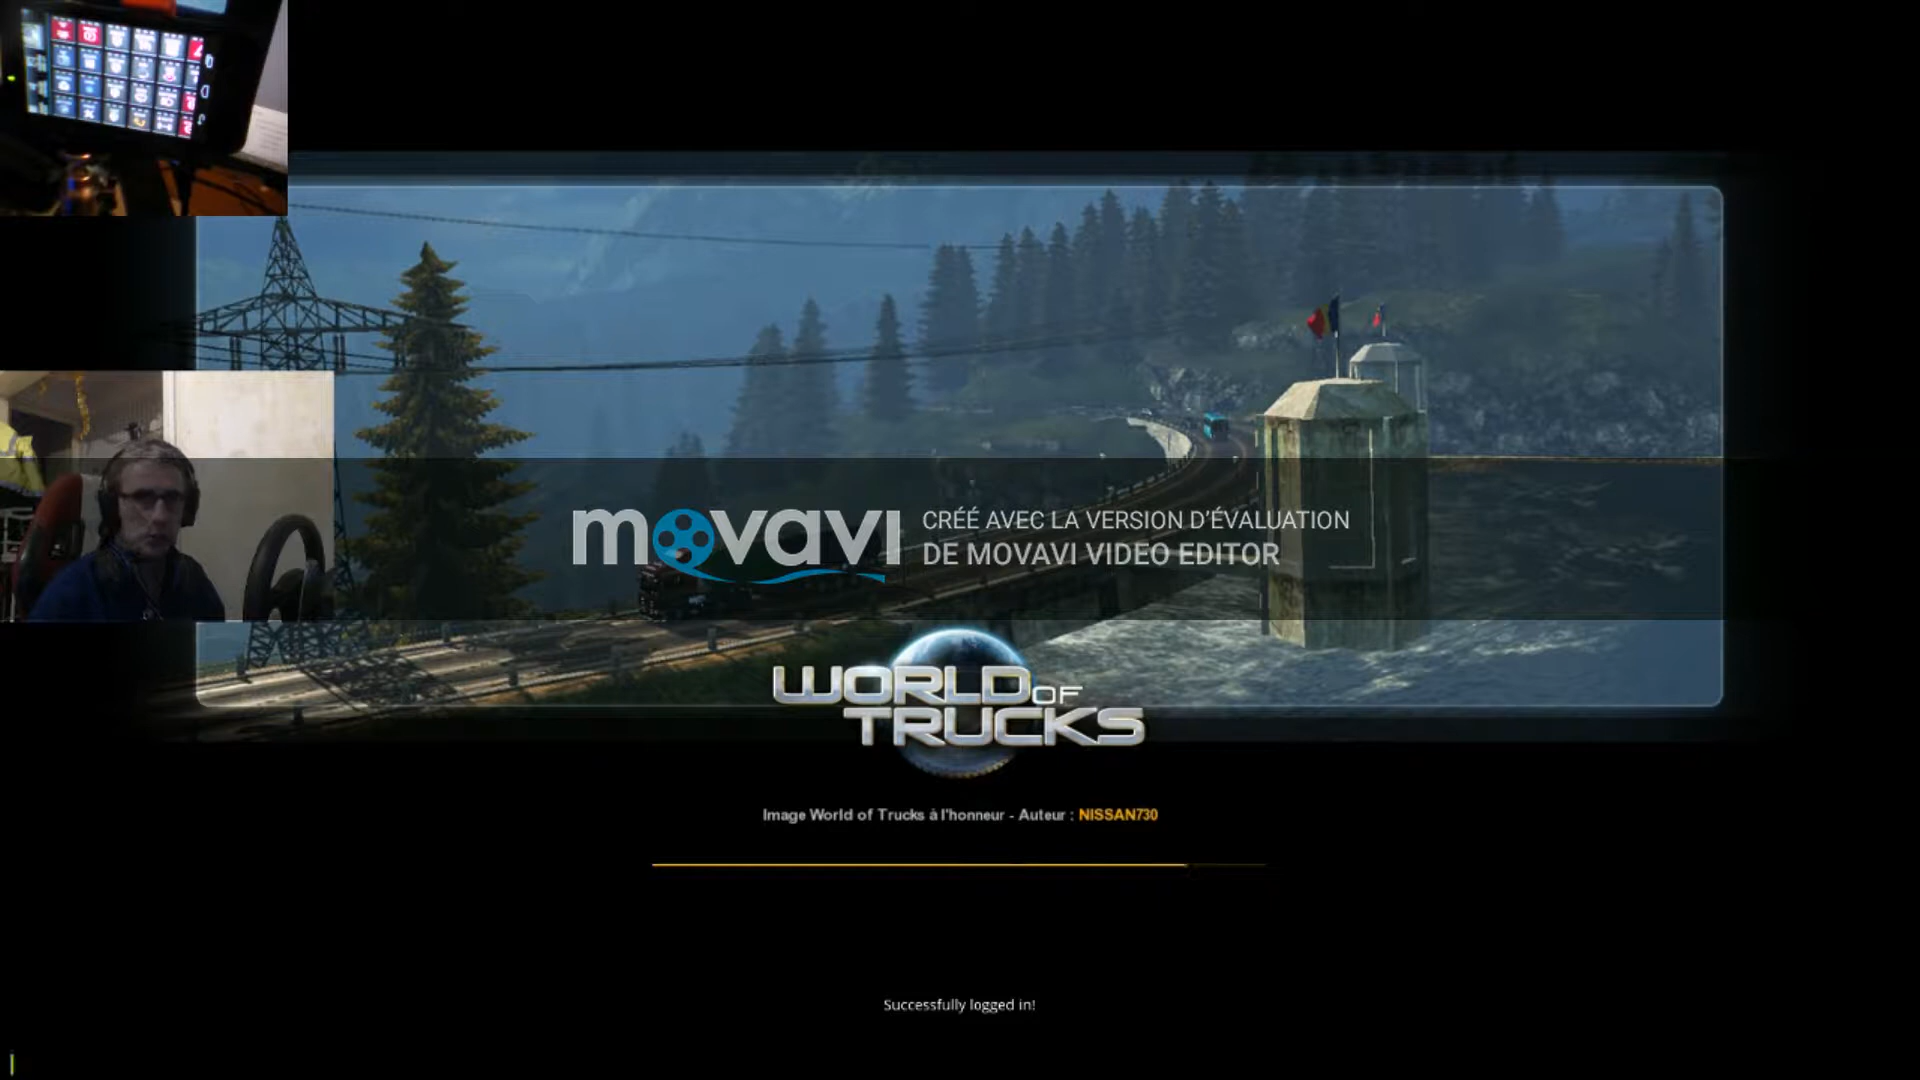 movavi
CRÉÉ AVEC LA VERSION D'ÉVALUATION
DE MOVAVI VIDEO EDITOR
WORLD OF
TRUCKS
Image World of Trucks à l'honneur - Auteur : NISSAN730
Successfully logged in!